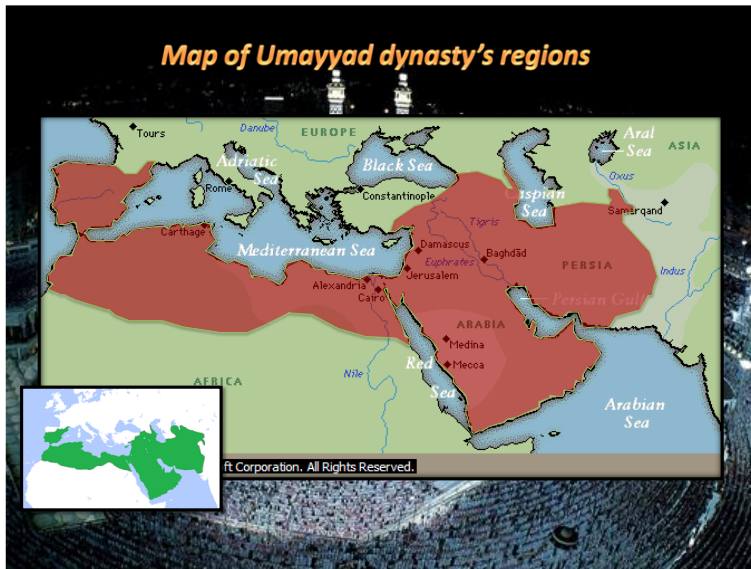 Map of Umayyad dynasty's regions
Tours
Danube
EUROPE
Aral
Sea
ASIA
Adriatic
Sea
Black Sea
Oxus
Rome
Constantinople
Caspian
Sea
Samarqand
Carthage
Tigris
Mediterranean Sea
Damascus
Baghdād
Euphrates
PERSIA
Indus
Jerusalem
Alexandria
Cairo
Persian Gulf
ARABIA
Medina
Red
Sea
Mecca
Nile
AFRICA
Arabian
Sea
ft Corporation. All Rights Reserved.